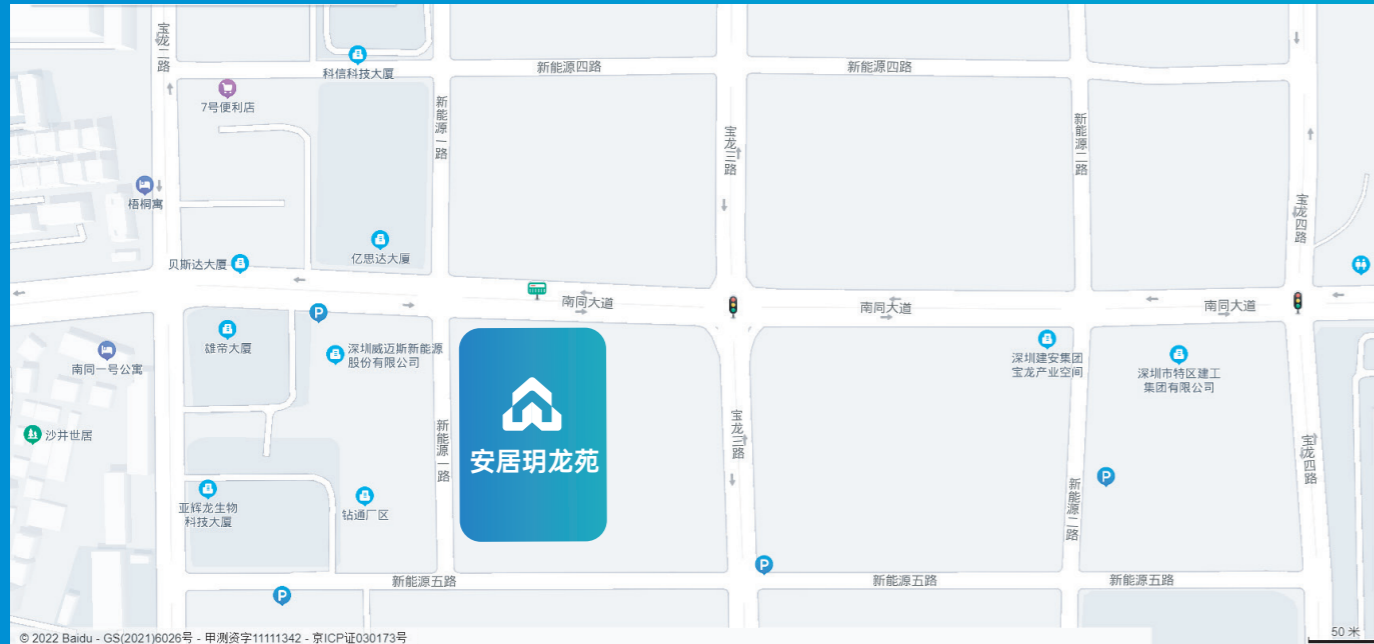 宝龙二路
科信科技大厦
新能源四路
新能源四路
7号便利店
新能源一路
宝龙三路
新能源二路
梧桐寓
宝龙四路
贝斯达大厦
亿思达大厦
南同大道
南同大道
南同大道
P
雄帝大厦
深圳威迈斯新能源
股份有限公司
南同一号公寓
深圳建安集团
宝龙产业空间
深圳市特区建工
集团有限公司
沙井世居
新能源一路
安居玥龙苑
宝龙三路
宝龙四路
P
亚辉龙生物
科技大厦
钻通厂区
新能源二路
P
新能源五路
新能源五路
新能源五路
P
© 2022 Baidu - GS(2021)6026号 - 甲测资字11111342 - 京ICP证030173号
50 米